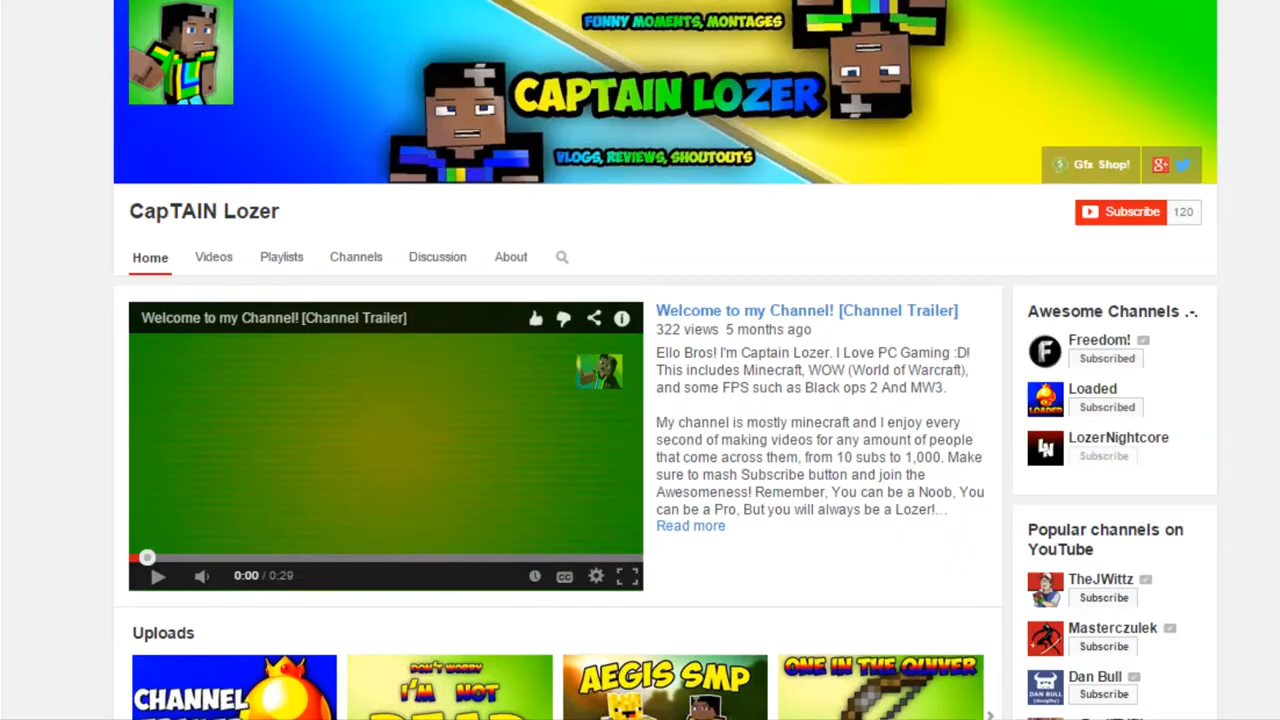 FUNNY MOMENTS, MONTAGES
CAPTAIN LOZER
VLOGS, REVIEWS, SHOUTOUTS
Gfx Shop!
g+
CapTAIN Lozer
Subscribe 120
Home Videos Playlists Channels Discussion About
Welcome to my Channel! [Channel Trailer]
0:00 / 0:29
CC
Welcome to my Channel! [Channel Trailer]
322 views 5 months ago
Ello Bros! I'm Captain Lozer. I Love PC Gaming :D!
This includes Minecraft, WOW (World of Warcraft),
and some FPS such as Black ops 2 And MW3.
My channel is mostly minecraft and I enjoy every
second of making videos for any amount of people
that come across them, from 10 subs to 1,000. Make
sure to mash Subscribe button and join the
Awesomeness! Remember, You can be a Noob, You
can be a Pro, But you will always be a Lozer!...
Read more
Awesome Channels .-.
Freedom!
Subscribed
Loaded
Subscribed
LOADED
LozerNightcore
Subscribe
Popular channels on
YouTube
TheJWittz
Subscribe
Masterczulek
Subscribe
Dan Bull
Subscribe
DAN BULL
Uploads
CHANNEL
DON'T WORRY
I'M NOT
DEAD
AEGIS SMP
ONE IN THE QUIVER